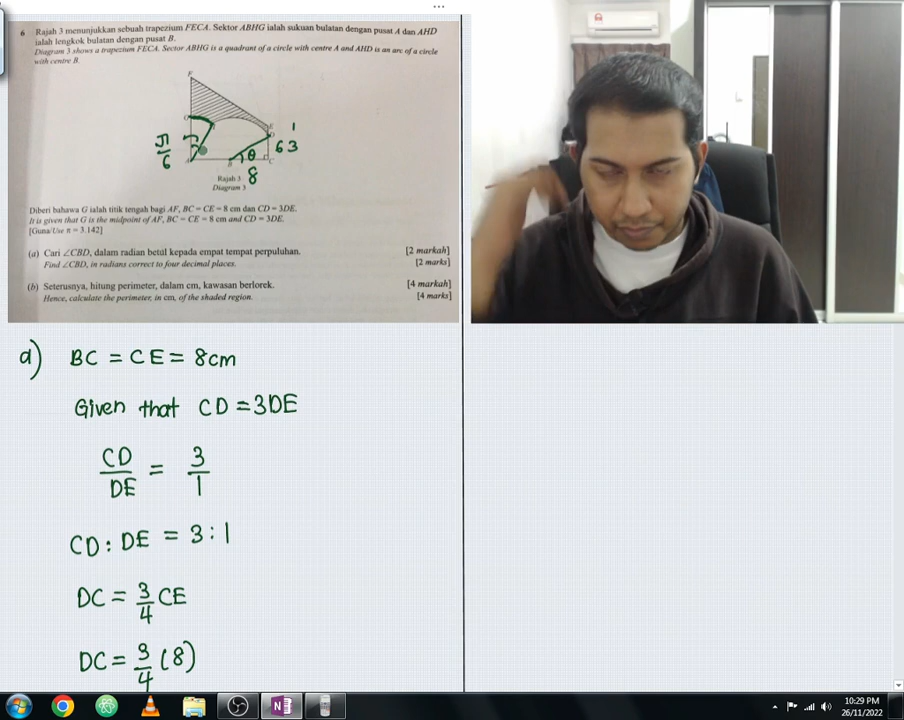 6 Rajah 3 menunjukkan sebuah trapezium FECA. Sektor ABHG ialah sukuan bulatan dengan pusat A dan AHD
ialah lengkok bulatan dengan pusat B.
Diagram 3 shows a trapezium FECA. Sector ABHG is a quadrant of a circle with centre A and AHD is an arc of a circle
with centre B.
F
E
1
π/6
6 3
θ
8
Rajah 3
Diagram 3
Diberi bahawa G ialah titik tengah bagi AF, BC = CE = 8 cm dan CD = 3DE.
It is given that G is the midpoint of AF, BC = CE = 8 cm and CD = 3DE.
[Guna/Use π = 3.142]
(a) Cari ∠CBD, dalam radian betul kepada empat tempat perpuluhan. [2 markah]
Find ∠CBD, in radians correct to four decimal places. [2 marks]
(b) Seterusnya, hitung perimeter, dalam cm, kawasan berlorek. [4 markah]
Hence, calculate the perimeter, in cm, of the shaded region. [4 marks]
a) BC = CE = 8cm
Given that CD = 3DE
CD/DE = 3/1
CD : DE = 3 : 1
DC = 3/4 CE
DC = 3/4 (8)
10:29 PM
26/11/2022